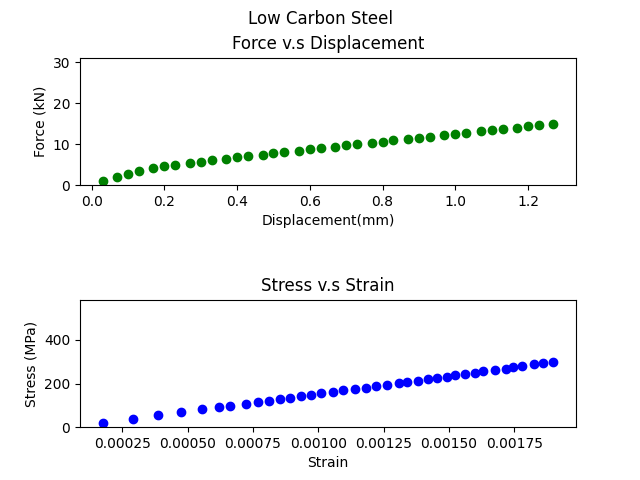 Low Carbon Steel
Force v.s Displacement
30
20
10
0
Force (kN)
0.0 0.2 0.4 0.6 0.8 1.0 1.2
Displacement(mm)
Stress v.s Strain
400
200
0
Stress (MPa)
0.00025 0.00050 0.00075 0.00100 0.00125 0.00150 0.00175
Strain